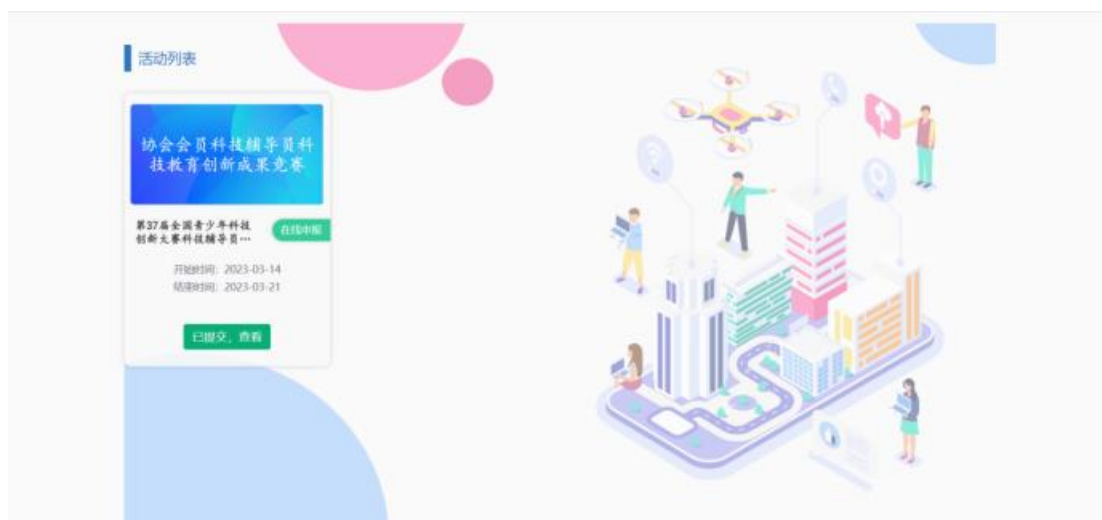 活动列表
协会会员科技辅导员科
技教育创新成果竞赛
第37届全国青少年科技
创新大赛科技辅导员…
在线申报
开始时间：2023-03-14
结束时间：2023-03-21
已提交，查看